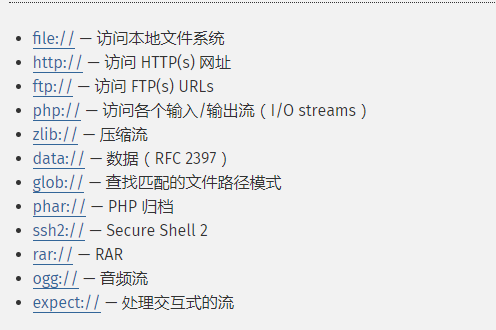 file:// — 访问本地文件系统
http:// — 访问 HTTP(s) 网址
ftp:// — 访问 FTP(s) URLs
php:// — 访问各个输入/输出流（I/O streams）
zlib:// — 压缩流
data:// — 数据（RFC 2397）
glob:// — 查找匹配的文件路径模式
phar:// — PHP 归档
ssh2:// — Secure Shell 2
rar:// — RAR
ogg:// — 音频流
expect:// — 处理交互式的流